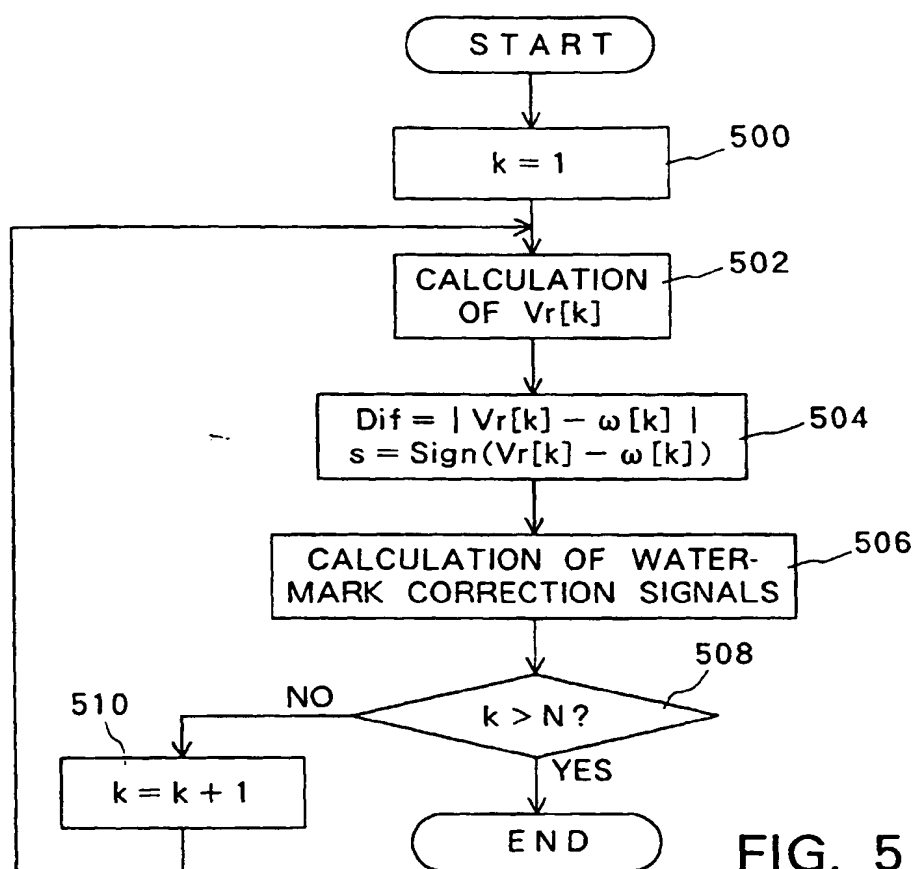 START
500
k = 1
502
CALCULATION
OF Vr[k]
Dif = | Vr[k] − ω[k] |
s = Sign(Vr[k] − ω[k])
504
506
CALCULATION OF WATER-
MARK CORRECTION SIGNALS
508
k > N?
NO
510
k = k + 1
YES
END
FIG. 5